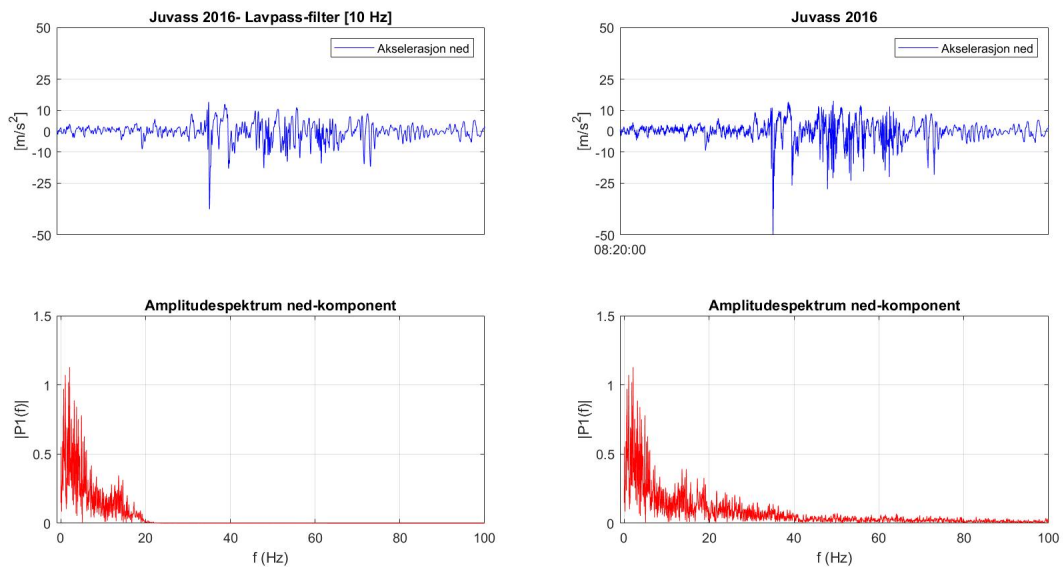 Juvass 2016- Lavpass-filter [10 Hz]
50
25
10
0
-10
-25
-50
[m/s2]
Akselerasjon ned
Juvass 2016
50
25
10
0
-10
-25
-50
[m/s2]
Akselerasjon ned
08:20:00
Amplitudespektrum ned-komponent
1.5
1
0.5
0
|P1(f)|
0 20 40 60 80 100
f (Hz)
Amplitudespektrum ned-komponent
1.5
1
0.5
0
|P1(f)|
0 20 40 60 80 100
f (Hz)